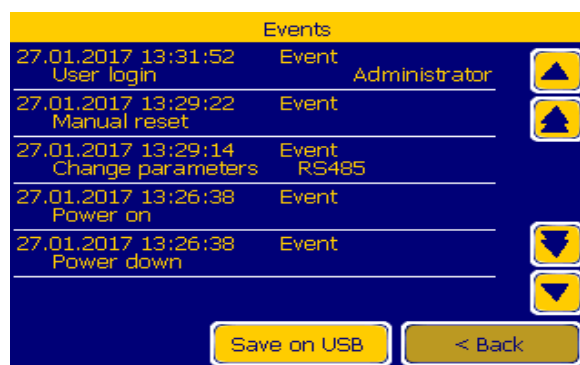 Events
27.01.2017 13:31:52 Event
User login Administrator
27.01.2017 13:29:22 Event
Manual reset
27.01.2017 13:29:14 Event
Change parameters RS485
27.01.2017 13:26:38 Event
Power on
27.01.2017 13:26:38 Event
Power down
Save on USB < Back